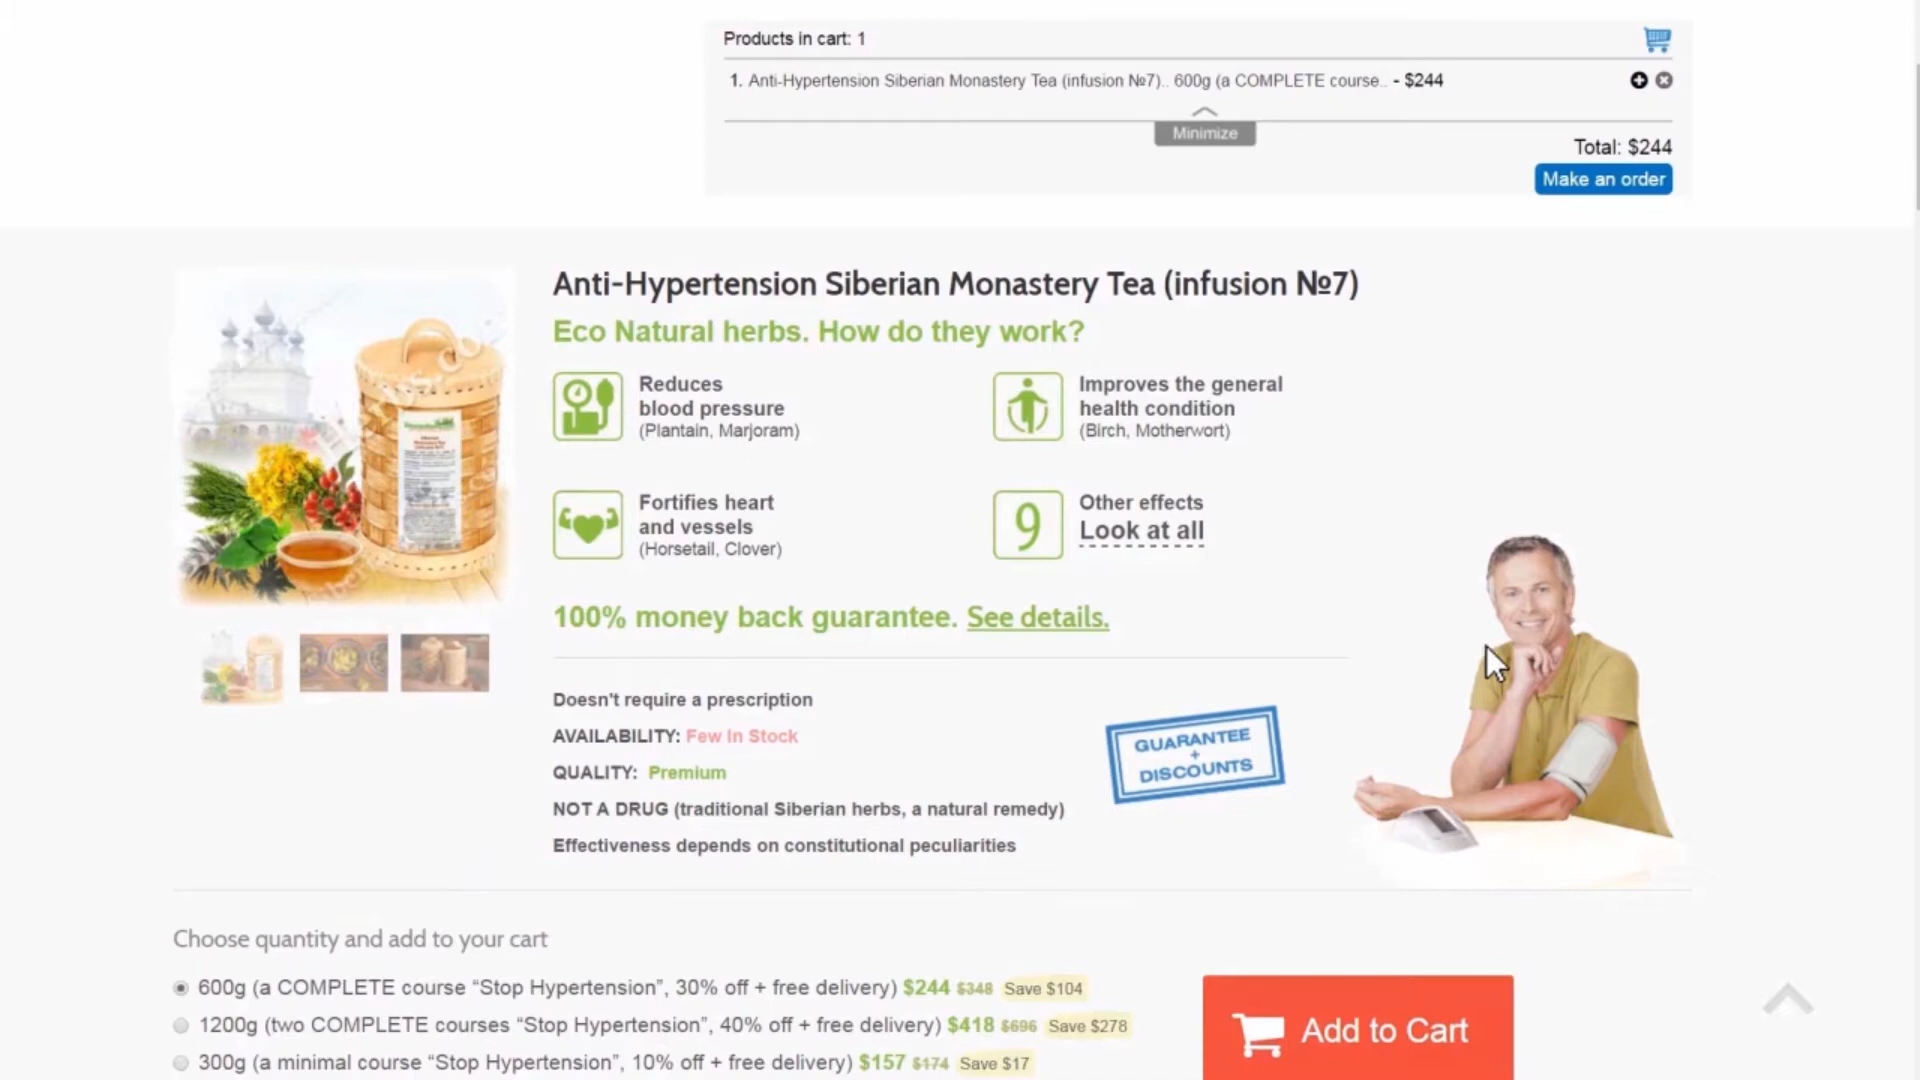 Products in cart: 1
1. Anti-Hypertension Siberian Monastery Tea (infusion №7).. 600g (a COMPLETE course.. - $244
Minimize
Total: $244
Make an order
Anti-Hypertension Siberian Monastery Tea (infusion №7)
Eco Natural herbs. How do they work?
Reduces
blood pressure
(Plantain, Marjoram)
Improves the general
health condition
(Birch, Motherwort)
Fortifies heart
and vessels
(Horsetail, Clover)
9
Other effects
Look at all
100% money back guarantee. See details.
Doesn't require a prescription
AVAILABILITY: Few In Stock
QUALITY: Premium
NOT A DRUG (traditional Siberian herbs, a natural remedy)
Effectiveness depends on constitutional peculiarities
GUARANTEE
+
DISCOUNTS
Choose quantity and add to your cart
600g (a COMPLETE course “Stop Hypertension”, 30% off + free delivery) $244 $348 Save $104
1200g (two COMPLETE courses “Stop Hypertension”, 40% off + free delivery) $418 $696 Save $278
300g (a minimal course “Stop Hypertension”, 10% off + free delivery) $157 $174 Save $17
Add to Cart